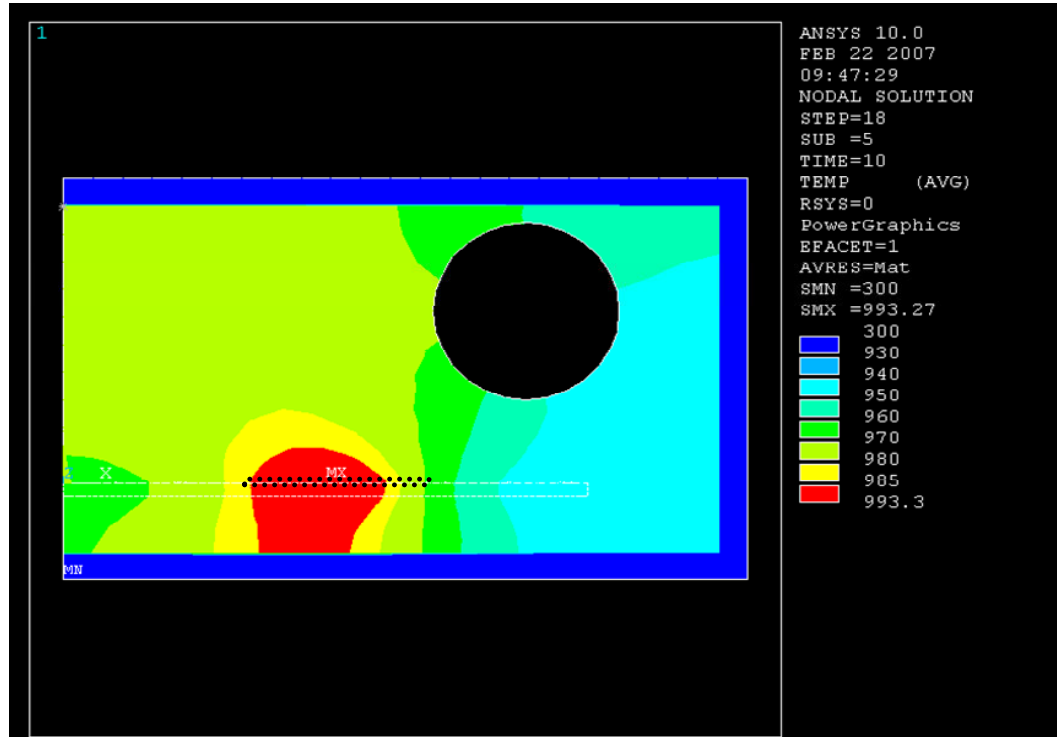 1
ANSYS 10.0
FEB 22 2007
09:47:29
NODAL SOLUTION
STEP=18
SUB =5
TIME=10
TEMP (AVG)
RSYS=0
PowerGraphics
EFACET=1
AVRES=Mat
SMN =300
SMX =993.27
300
930
940
950
960
970
980
985
993.3
Z X MX
MN